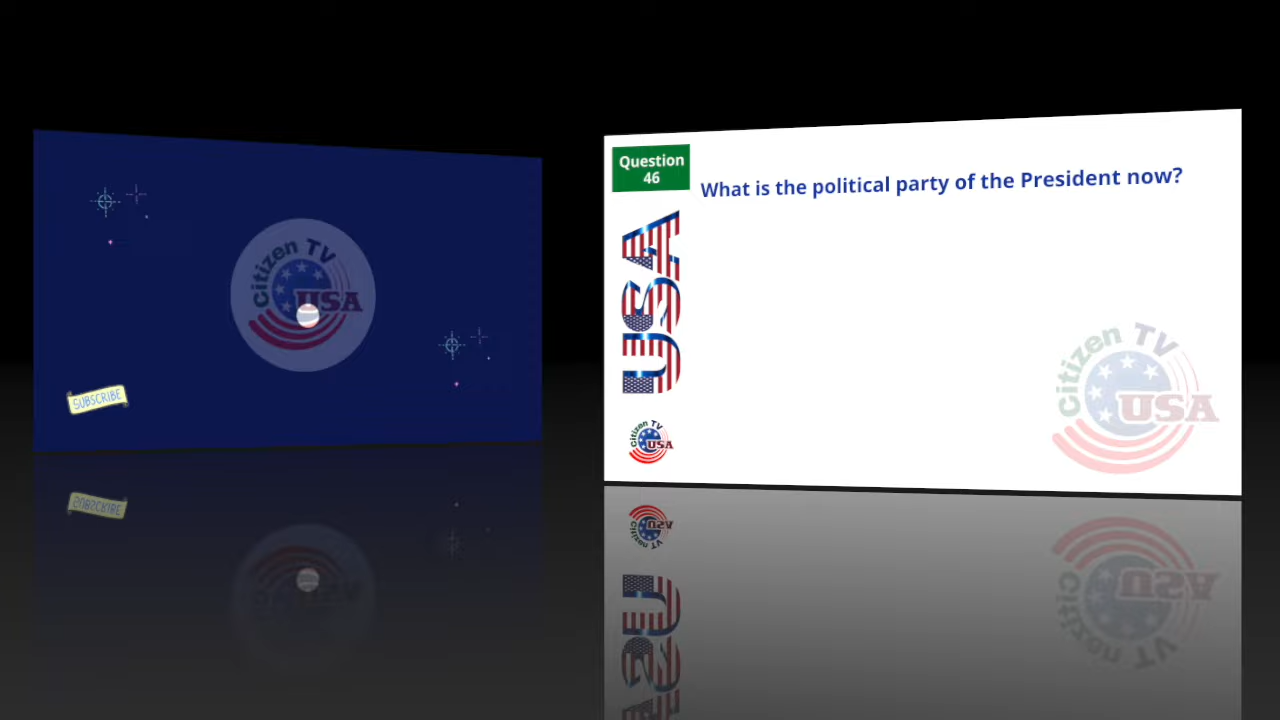 Citizen TV
USA
SUBSCRIBE
Question
46
What is the political party of the President now?
USA
Citizen TV
USA
Citizen TV
USA